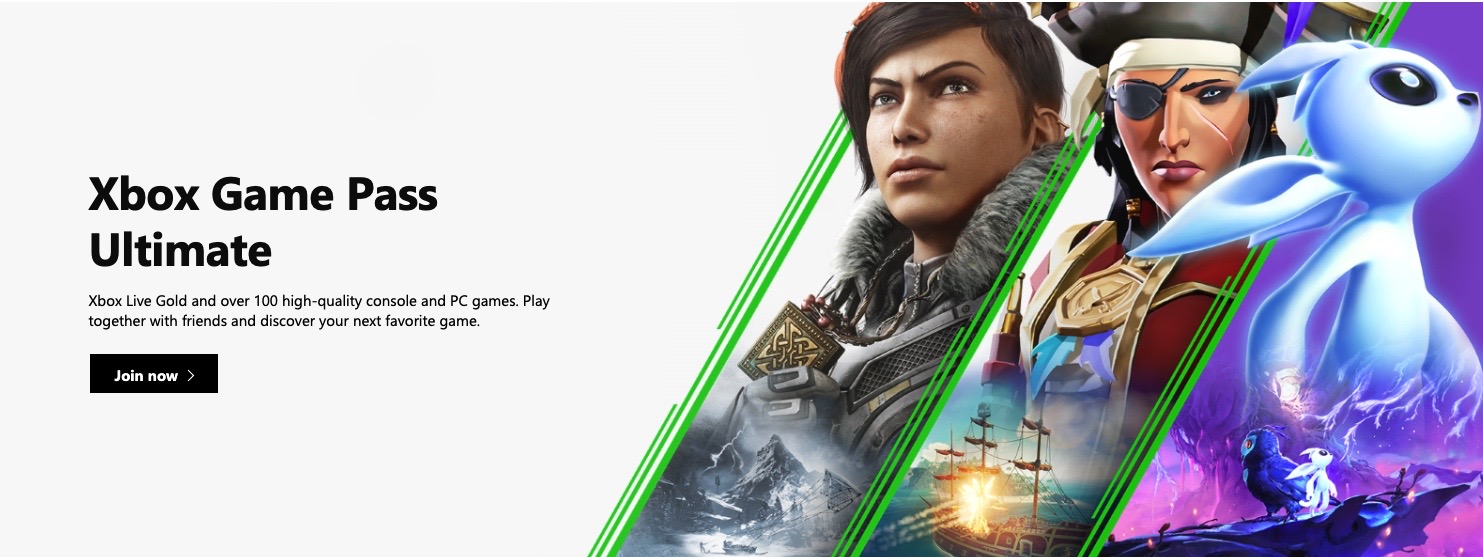 Xbox Game Pass
Ultimate
Xbox Live Gold and over 100 high-quality console and PC games. Play
together with friends and discover your next favorite game.
Join now